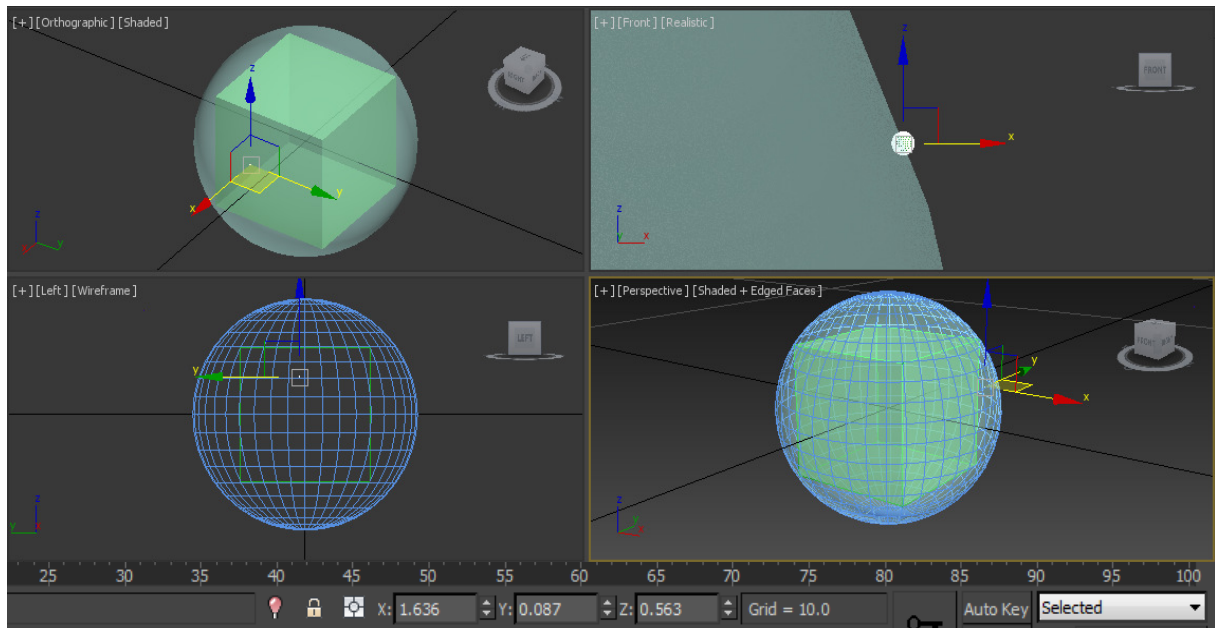 [+] [Orthographic] [Shaded]
z
x
y
z
x
y
RIGHT
[+] [Front] [Realistic]
z
x
z
y
x
FRONT
[+] [Left] [Wireframe]
y
z
y
LEFT
[+] [Perspective] [Shaded + Edged Faces]
y
x
z
y
x
FRONT
25 30 35 40 45 50 55 60 65 70 75 80 85 90 95 100
X: 1.636 Y: 0.087 Z: 0.563 Grid = 10.0 Auto Key Selected